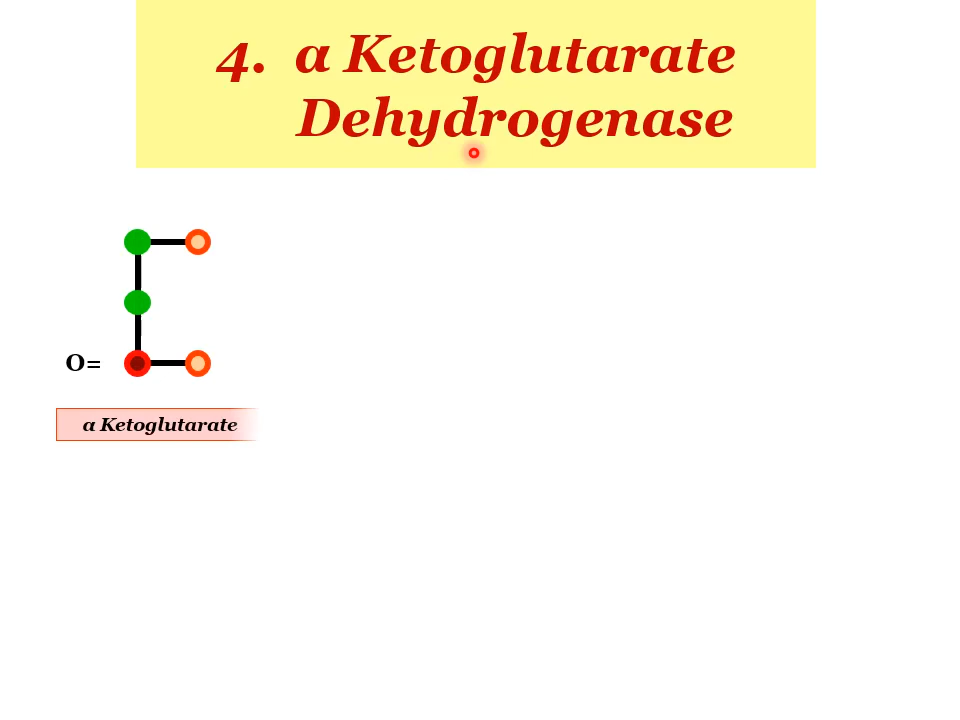 4. α Ketoglutarate
Dehydrogenase
O=
α Ketoglutarate